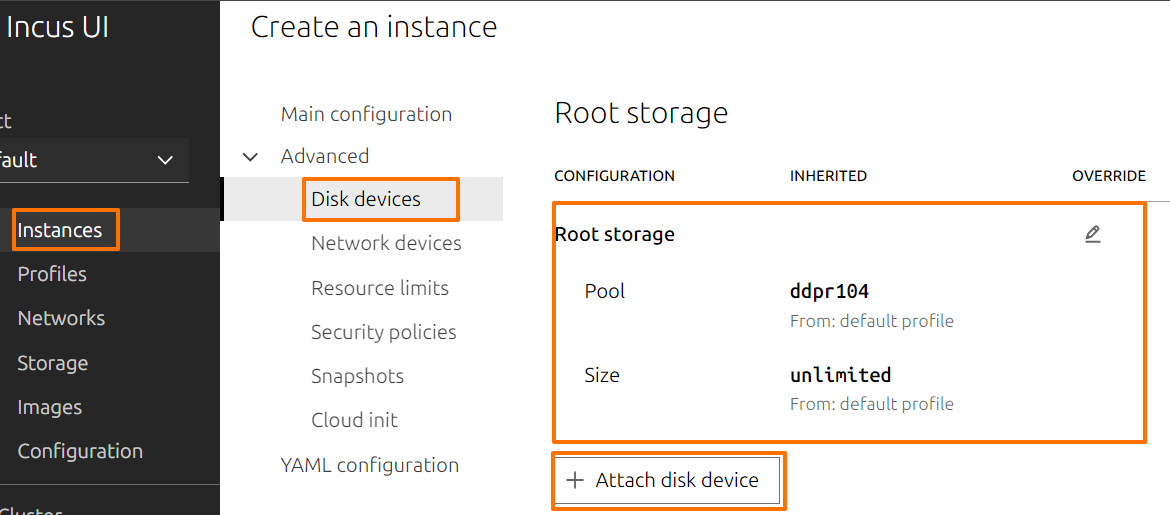 Incus UI
Create an instance
ct
fault
Instances
Profiles
Networks
Storage
Images
Configuration
Cluster
Main configuration
Advanced
Disk devices
Network devices
Resource limits
Security policies
Snapshots
Cloud init
YAML configuration
Root storage
CONFIGURATION INHERITED OVERRIDE
Root storage
Pool ddpr104
From: default profile
Size unlimited
From: default profile
+ Attach disk device